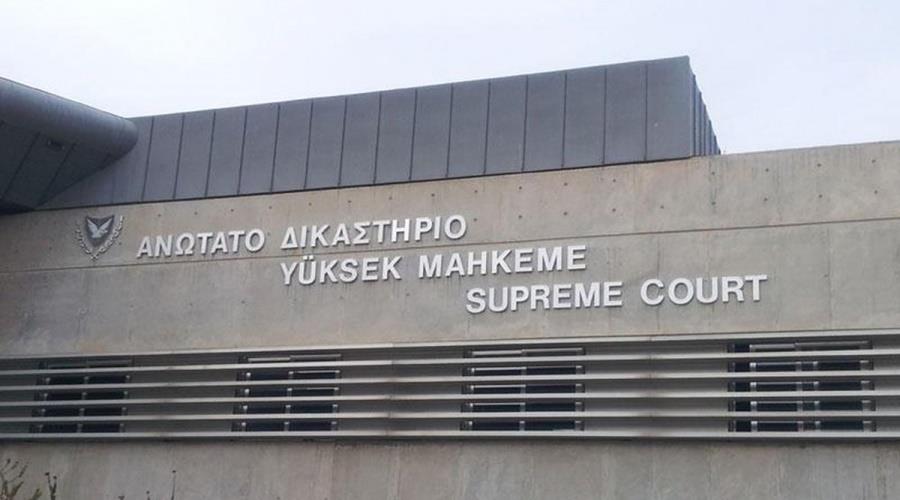 ΑΝΩΤΑΤΟ ΔΙΚΑΣΤΗΡΙΟ
YÜKSEK MAHKEME
SUPREME COURT